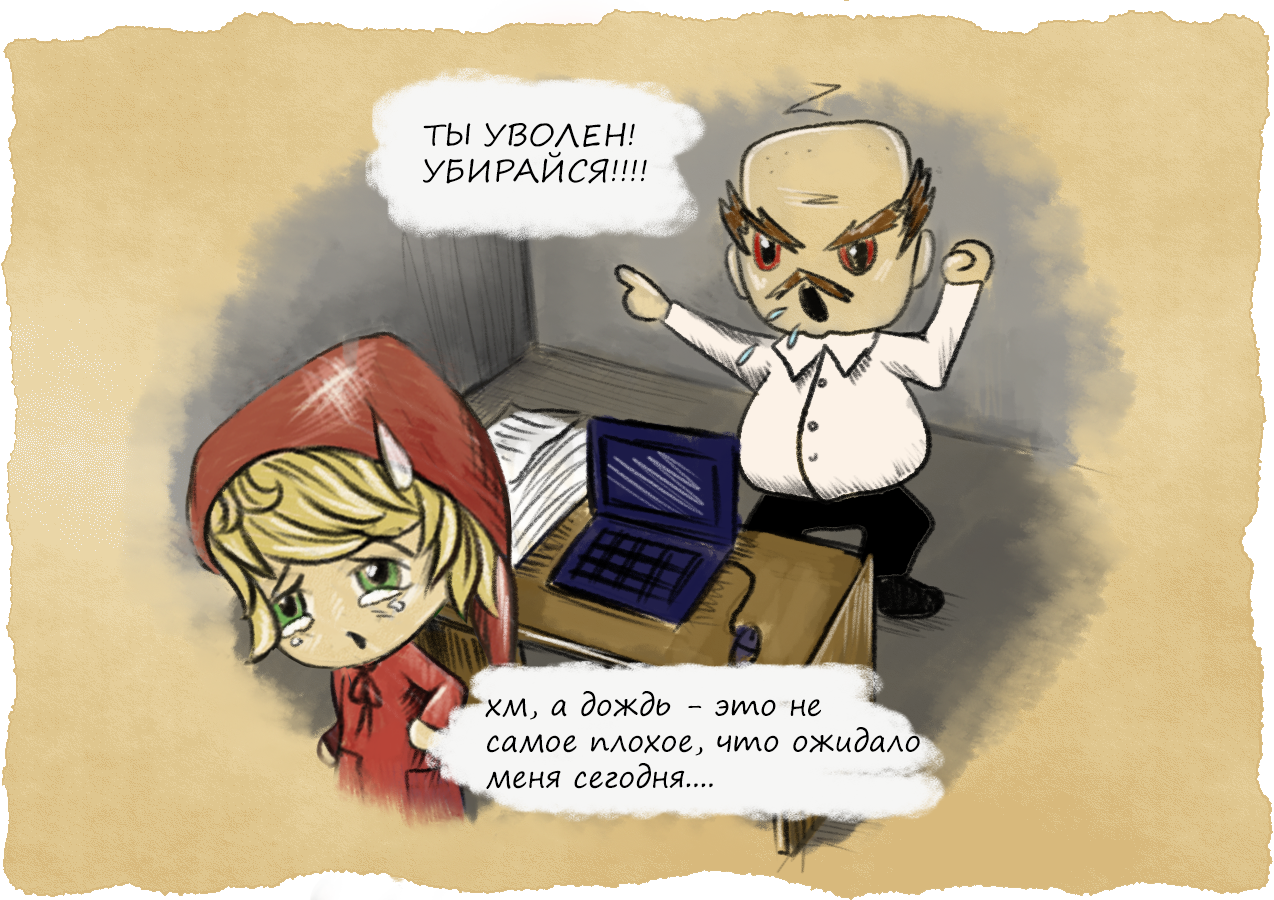 ТЫ УВОЛЕН!
УБИРАЙСЯ!!!!
хм, а дождь - это не
самое плохое, что ожидало
меня сегодня....